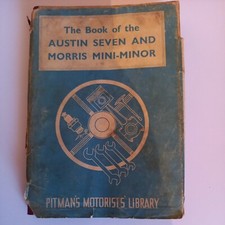 The Book of the
AUSTIN SEVEN AND
MORRIS MINI-MINOR
PITMAN'S MOTORISTS' LIBRARY